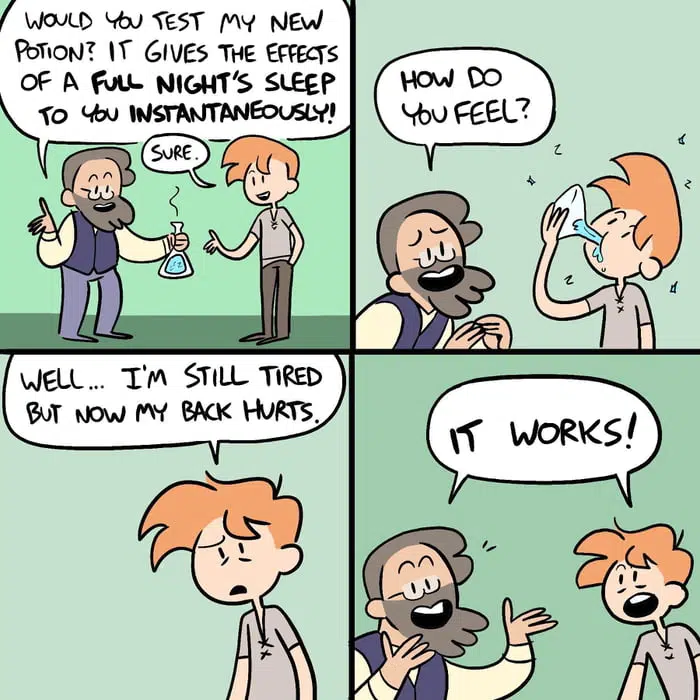 WOULD YOU TEST MY NEW
POTION? IT GIVES THE EFFECTS
OF A FULL NIGHT'S SLEEP
TO YOU INSTANTANEOUSLY!
SURE.
HOW DO
YOU FEEL?
WELL... I'M STILL TIRED
BUT NOW MY BACK HURTS.
IT WORKS!